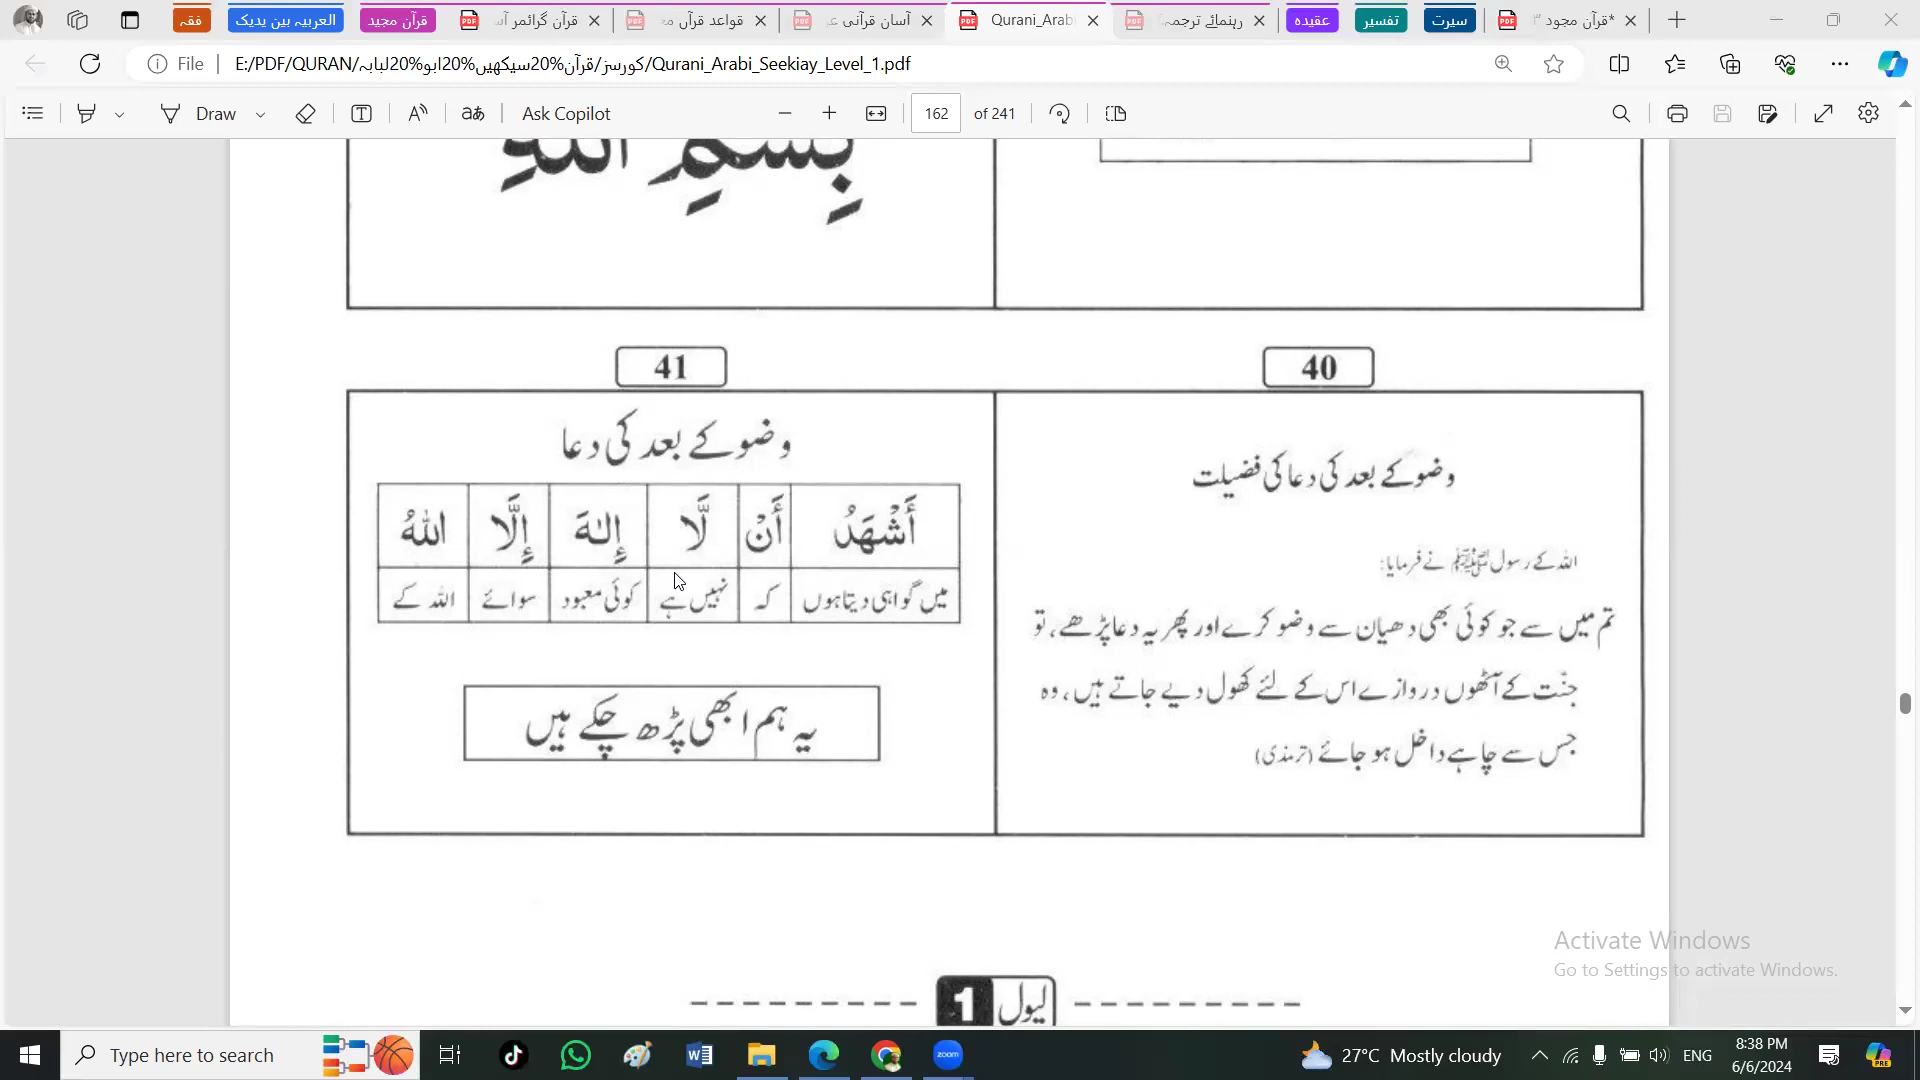 فقہ
العربیہ بین یدیک
قرآن مجید
قرآن گرائمر آس
قواعد قرآن مج
آسان قرآنی ع
Qurani_Arabi
رہنمائے ترجمہ
عقیدہ
تفسیر
سیرت
*قرآن مجود ۳
File
E:/PDF/QURAN/کورسز/قرآن%20سیکھیں%20ابو%20لبابہ/Qurani_Arabi_Seekiay_Level_1.pdf
Draw
Ask Copilot
162 of 241
بِسْمِ اللهِ
40
وضو کے بعد کی دعا کی فضیلت
اللہ کے رسول ﷺ نے فرمایا:
تم میں سے جو کوئی بھی دھیان سے وضو کرے اور پھر یہ دعا پڑھے، تو
جنّت کے آٹھوں دروازے اس کے لئے کھول دیے جاتے ہیں، وہ
جس سے چاہے داخل ہو جائے (ترمذی)
41
وضو کے بعد کی دعا
أَشْهَدُ أَنْ لَّا إِلٰهَ إِلَّا اللهُ
میں گواہی دیتا ہوں کہ نہیں ہے کوئی معبود سوائے اللہ کے
یہ ہم ابھی پڑھ چکے ہیں
لیول 1
Activate Windows
Go to Settings to activate Windows.
Type here to search
27°C Mostly cloudy
ENG
8:38 PM
6/6/2024